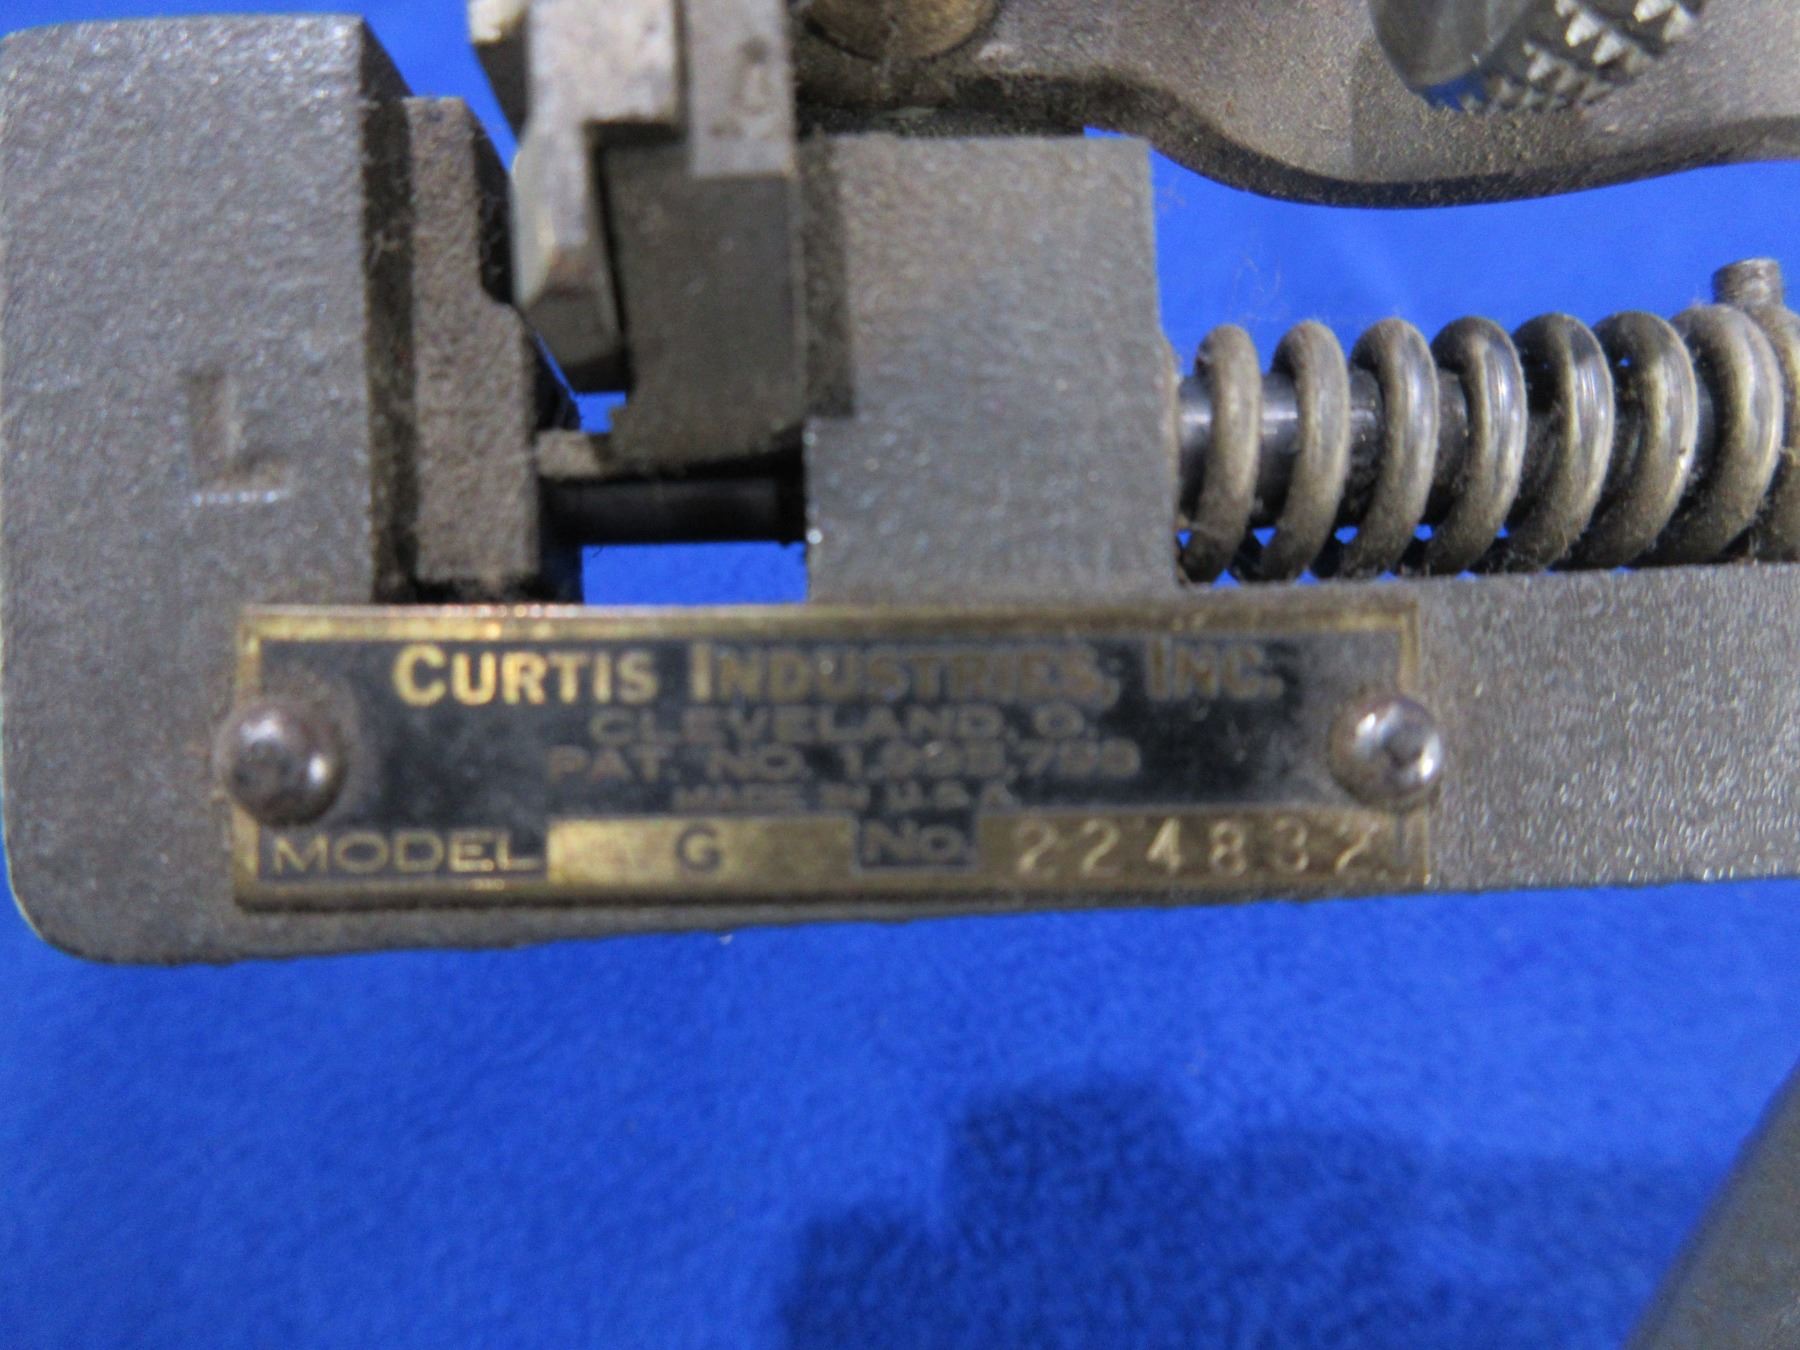 L
CURTIS INDUSTRIES, INC.
CLEVELAND, O.
PAT. NO.
MADE IN U.S.A.
MODEL G No. 224832